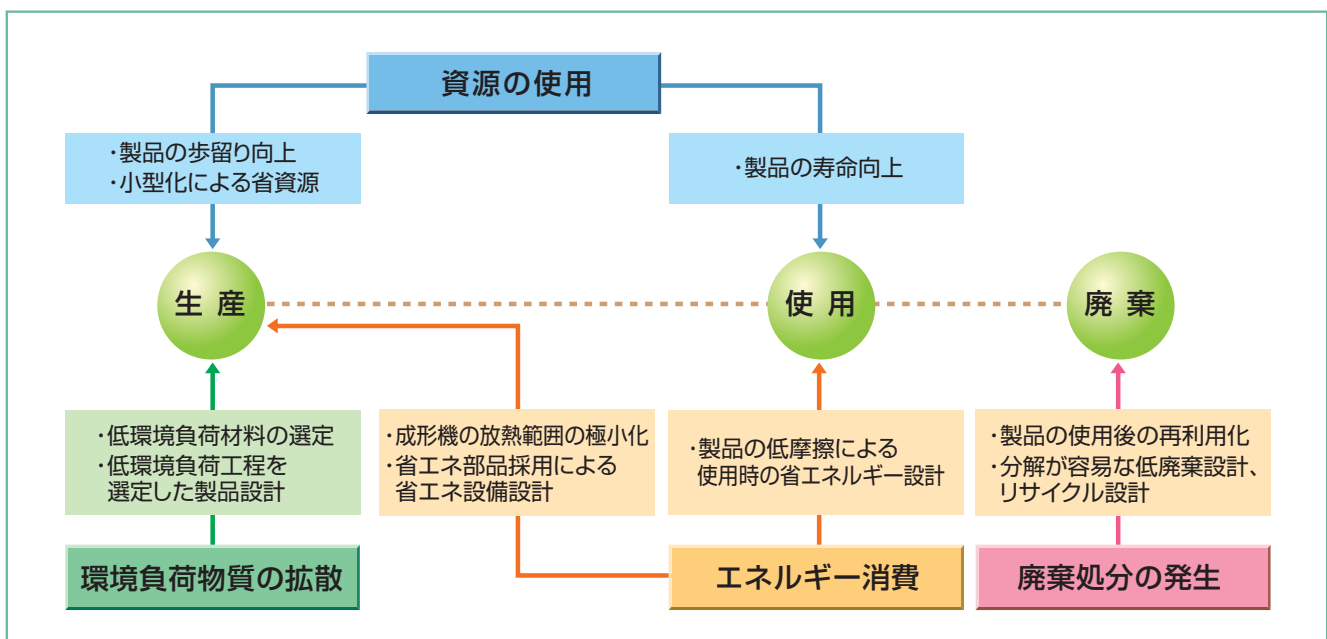 資源の使用
・製品の歩留り向上
・小型化による省資源
・製品の寿命向上
生 産
使 用
廃 棄
・低環境負荷材料の選定
・低環境負荷工程を
選定した製品設計
・成形機の放熱範囲の極小化
・省エネ部品採用による
省エネ設備設計
・製品の低摩擦による
使用時の省エネルギー設計
・製品の使用後の再利用化
・分解が容易な低廃棄設計、
リサイクル設計
環境負荷物質の拡散
エネルギー消費
廃棄処分の発生